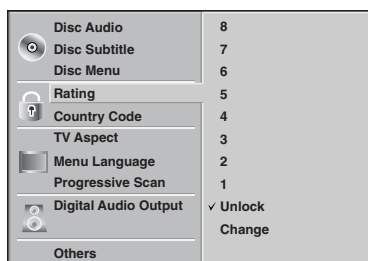 Disc Audio
Disc Subtitle
Disc Menu
Rating
Country Code
TV Aspect
Menu Language
Progressive Scan
Digital Audio Output
Others
8
7
6
5
4
3
2
1
✓ Unlock
Change